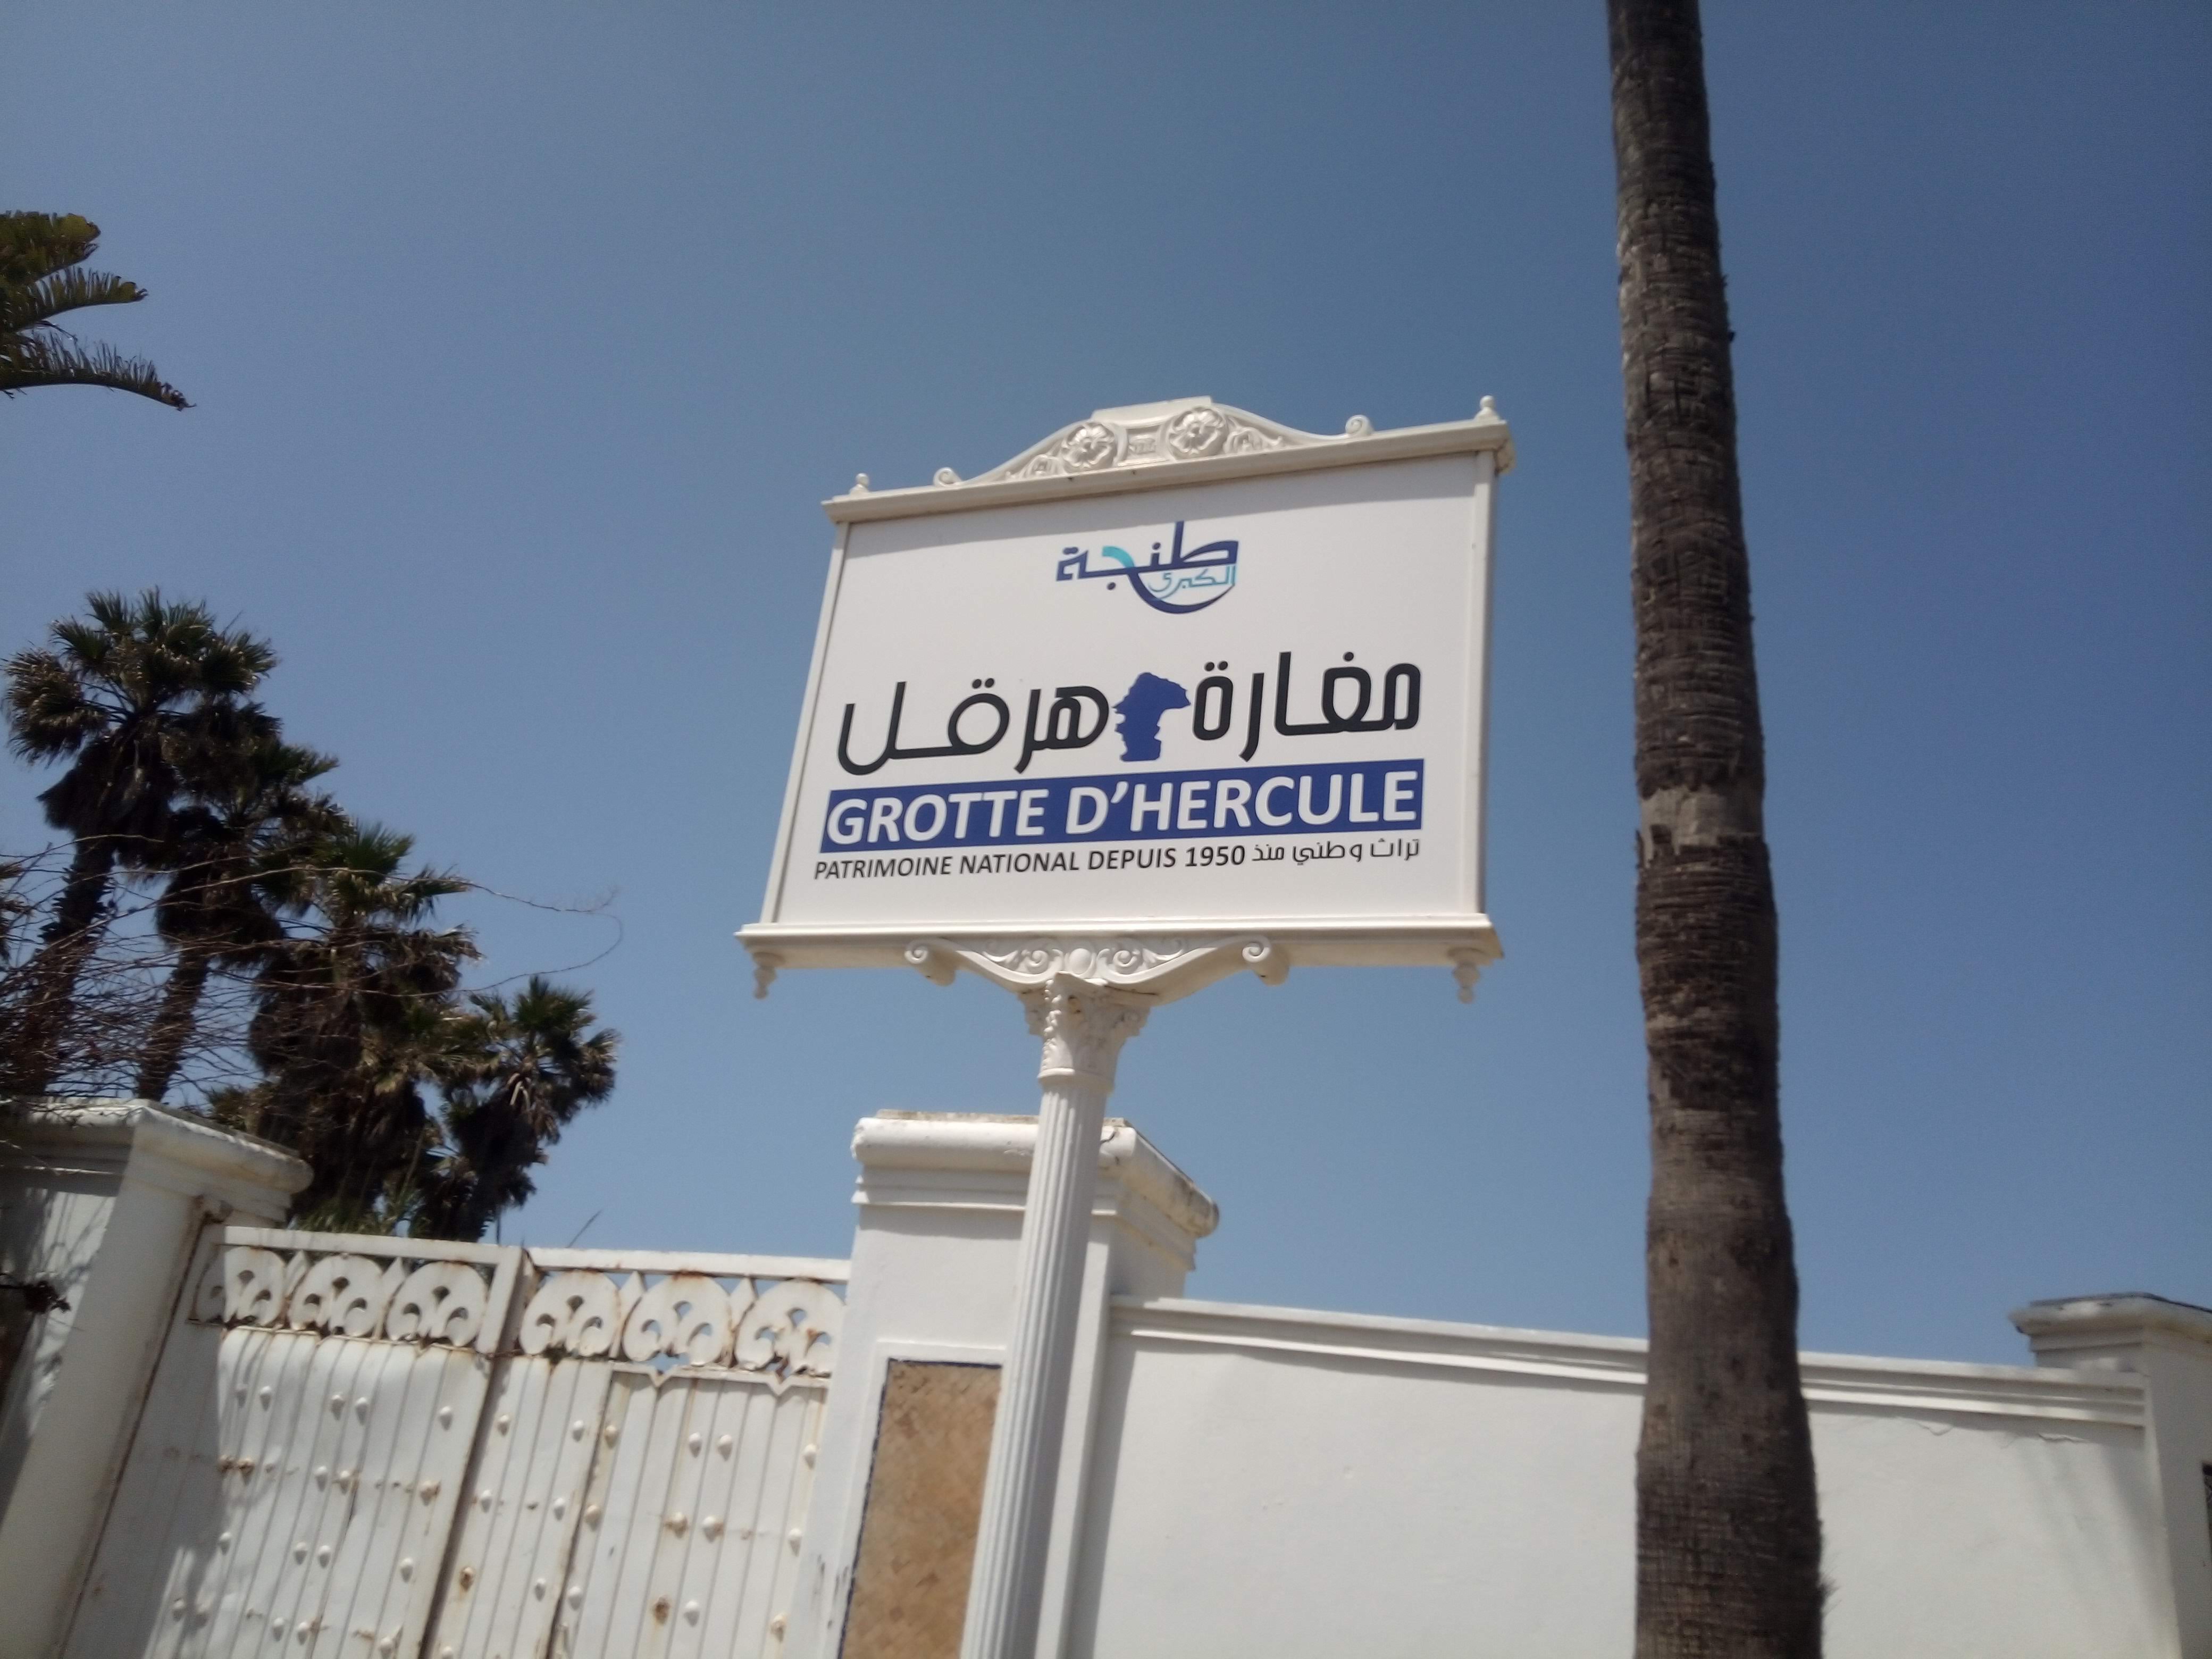 طنجة
الكبرى
مغارة هرقل
GROTTE D'HERCULE
PATRIMOINE NATIONAL DEPUIS 1950 تراث وطني منذ